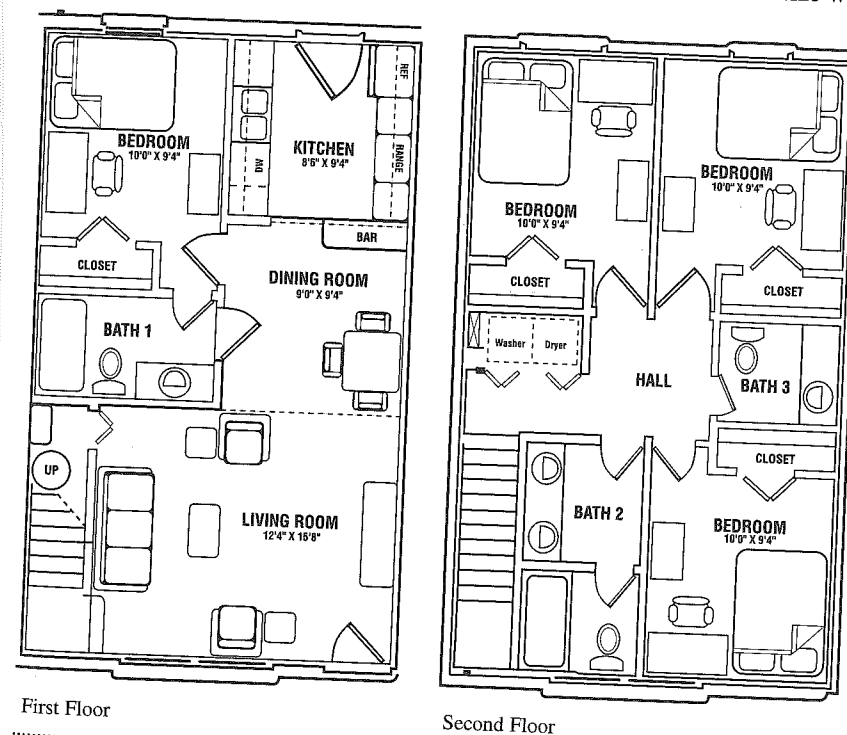 BEDROOM
10'0" X 9'4"
KITCHEN
8'6" X 9'4"
REF
RANGE
DW
BAR
CLOSET
DINING ROOM
9'0" X 9'4"
BATH 1
UP
LIVING ROOM
12'4" X 15'8"
First Floor
BEDROOM
10'0" X 9'4"
BEDROOM
10'0" X 9'4"
CLOSET
CLOSET
Washer
Dryer
HALL
BATH 3
CLOSET
BATH 2
BEDROOM
10'0" X 9'4"
Second Floor